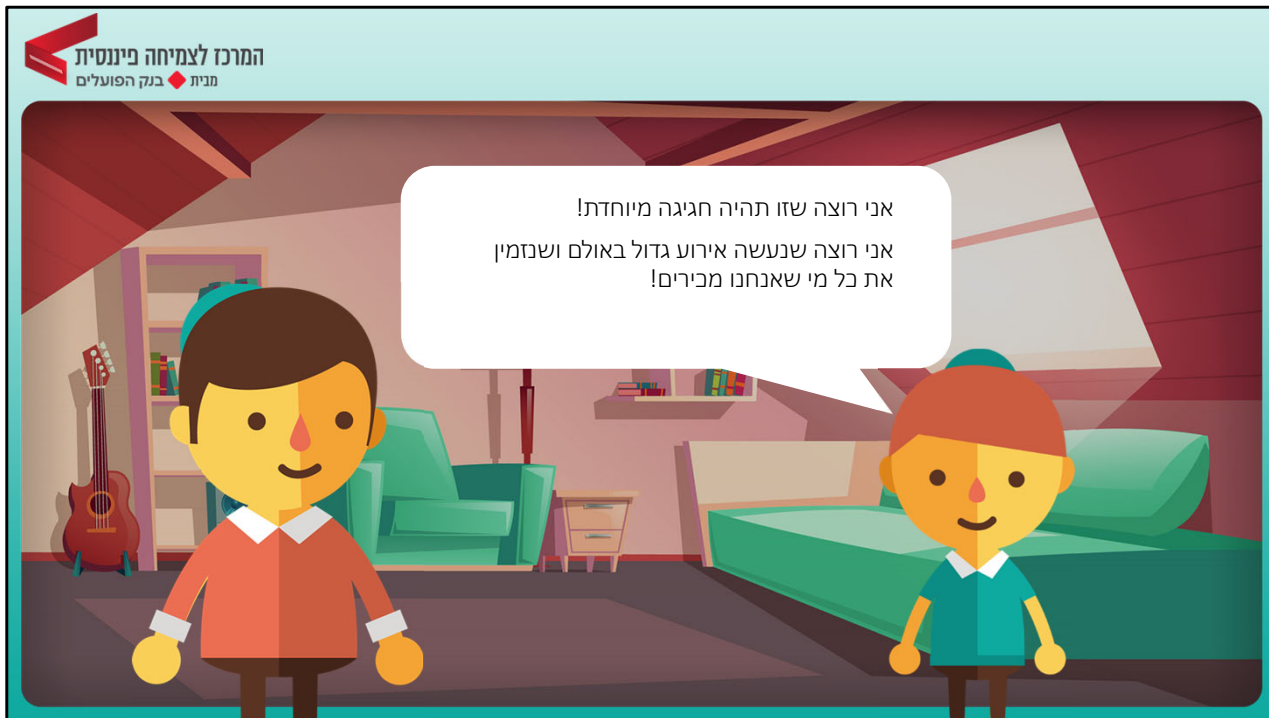 המרכז לצמיחה פיננסית
מבית בנק הפועלים
אני רוצה שזו תהיה חגיגה מיוחדת!
אני רוצה שנעשה אירוע גדול באולם ושנזמין
את כל מי שאנחנו מכירים!